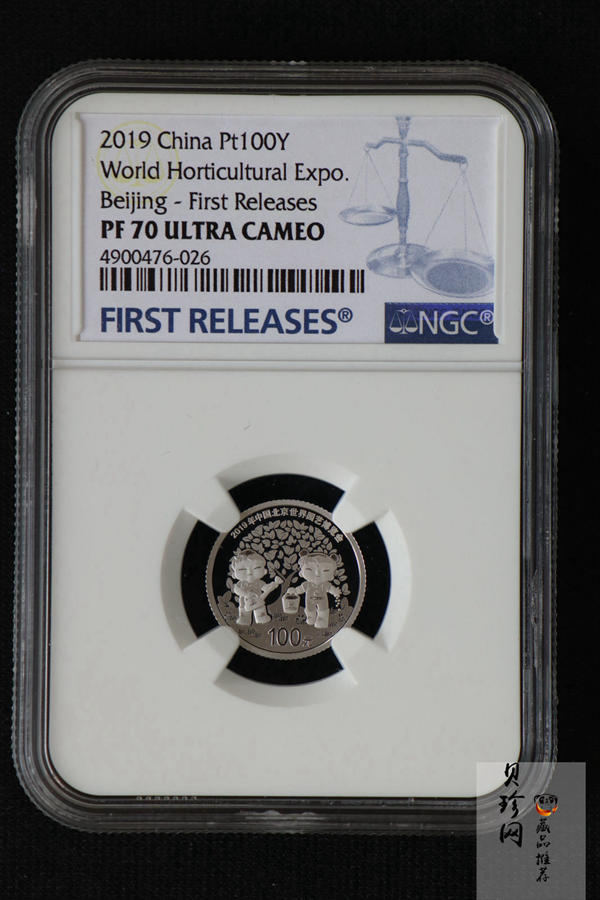 2019 China Pt100Y
World Horticultural Expo.
Beijing - First Releases
PF 70 ULTRA CAMEO
4900476-026
FIRST RELEASES®
NGC®
2019年中国北京世界园艺博览会
100元
贝珍网
藏品推荐